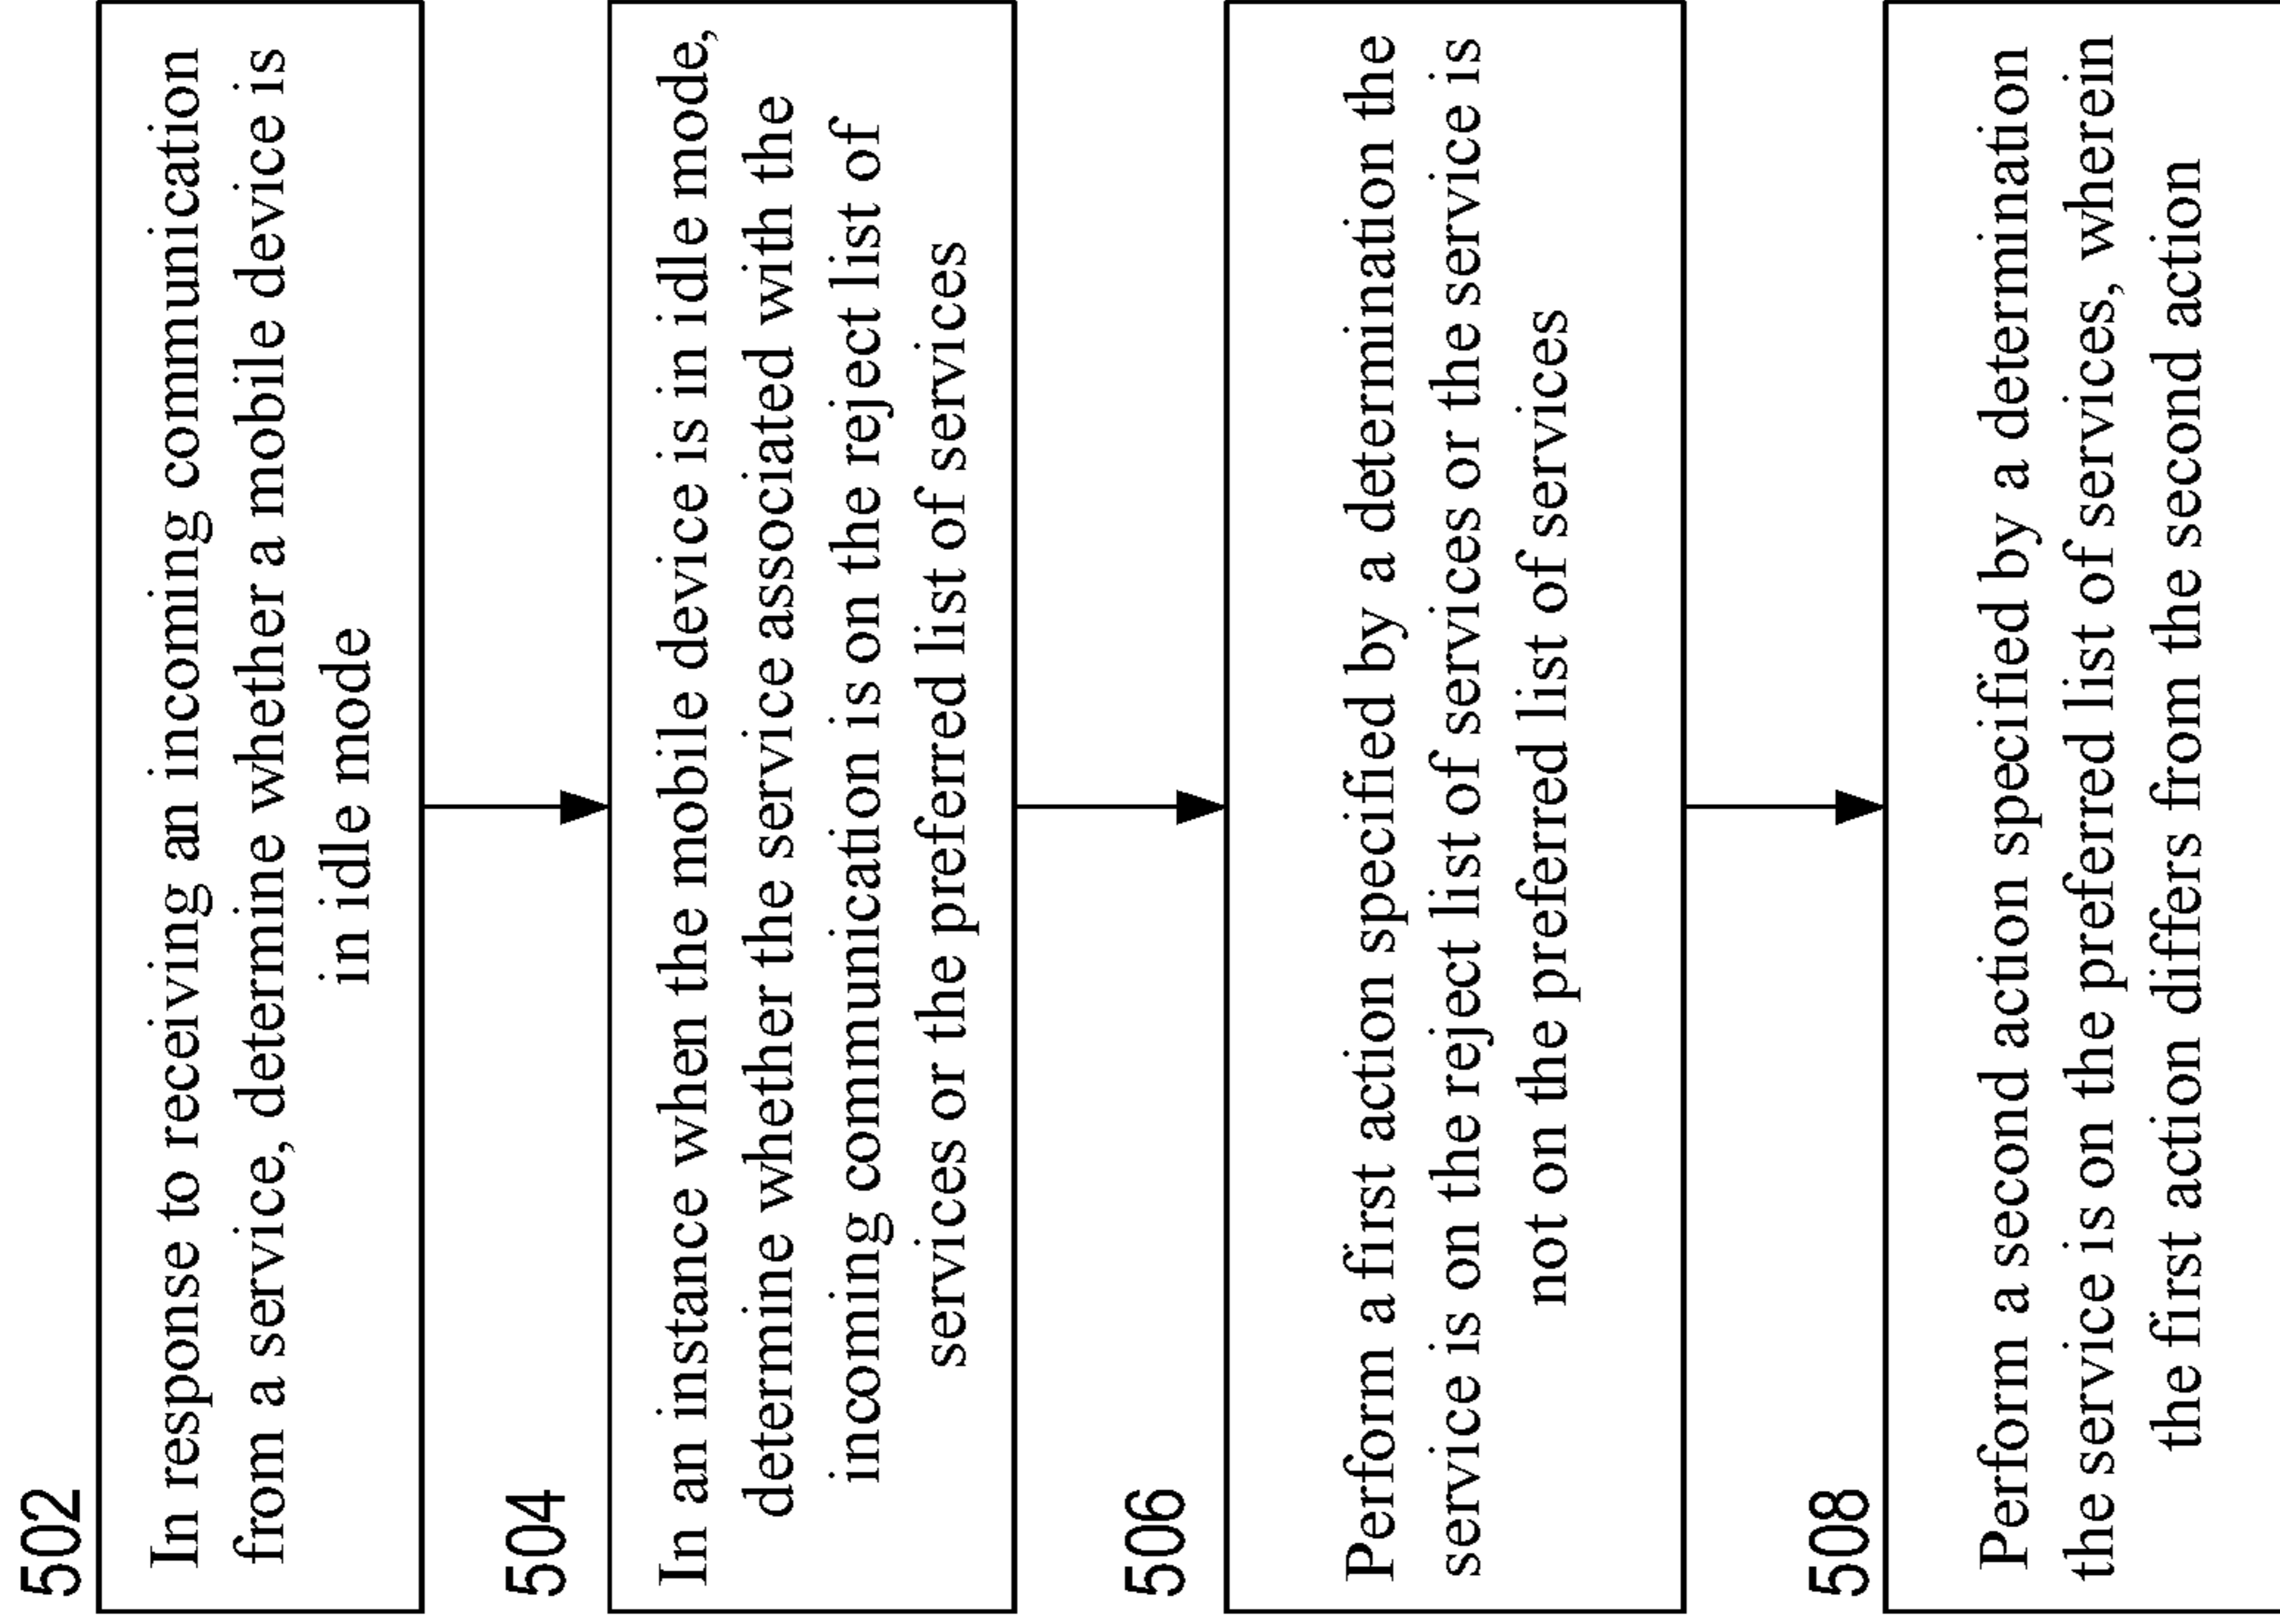 502
In response to receiving an incoming communication
from a service, determine whether a mobile device is
in idle mode
504
In an instance when the mobile device is in idle mode,
determine whether the service associated with the
incoming communication is on the reject list of
services or the preferred list of services
506
Perform a first action specified by a determination the
service is on the reject list of services or the service is
not on the preferred list of services
508
Perform a second action specified by a determination
the service is on the preferred list of services, wherein
the first action differs from the second action